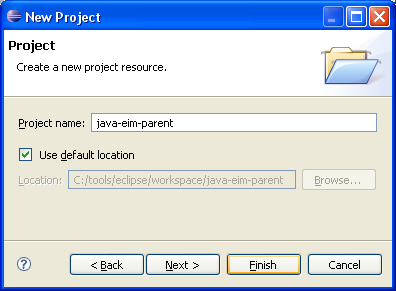 New Project
Project
Create a new project resource.
Project name: java-eim-parent
Use default location
Location: C:/tools/eclipse/workspace/java-eim-parent Browse...
? < Back Next > Finish Cancel